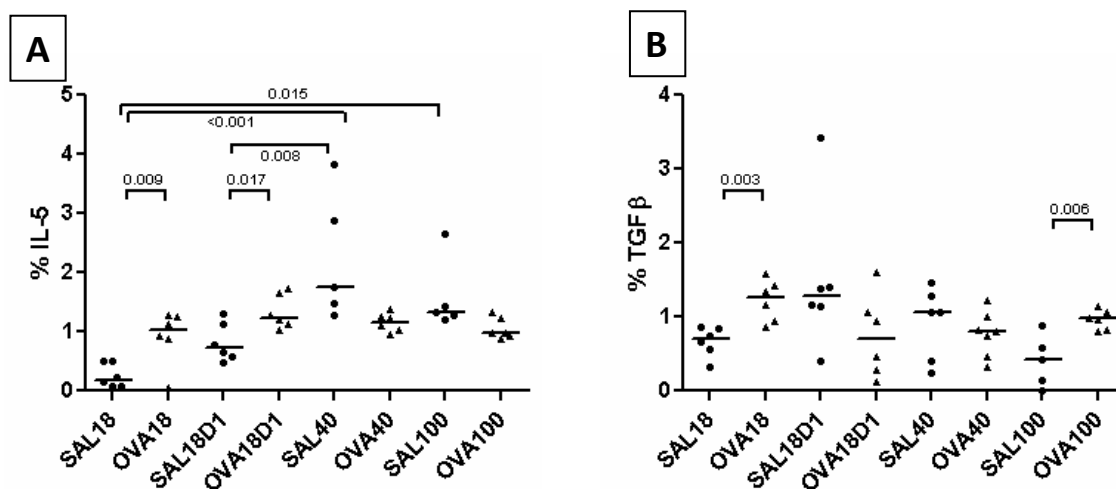 A
5
4
3
2
1
0
% IL-5
0.015
<0.001
0.008
0.009
0.017
SAL18
OVA18
SAL18D1
OVA18D1
SAL40
OVA40
SAL100
OVA100
B
4
3
2
1
0
% TGFβ
0.003
0.006
SAL18
OVA18
SAL18D1
OVA18D1
SAL40
OVA40
SAL100
OVA100